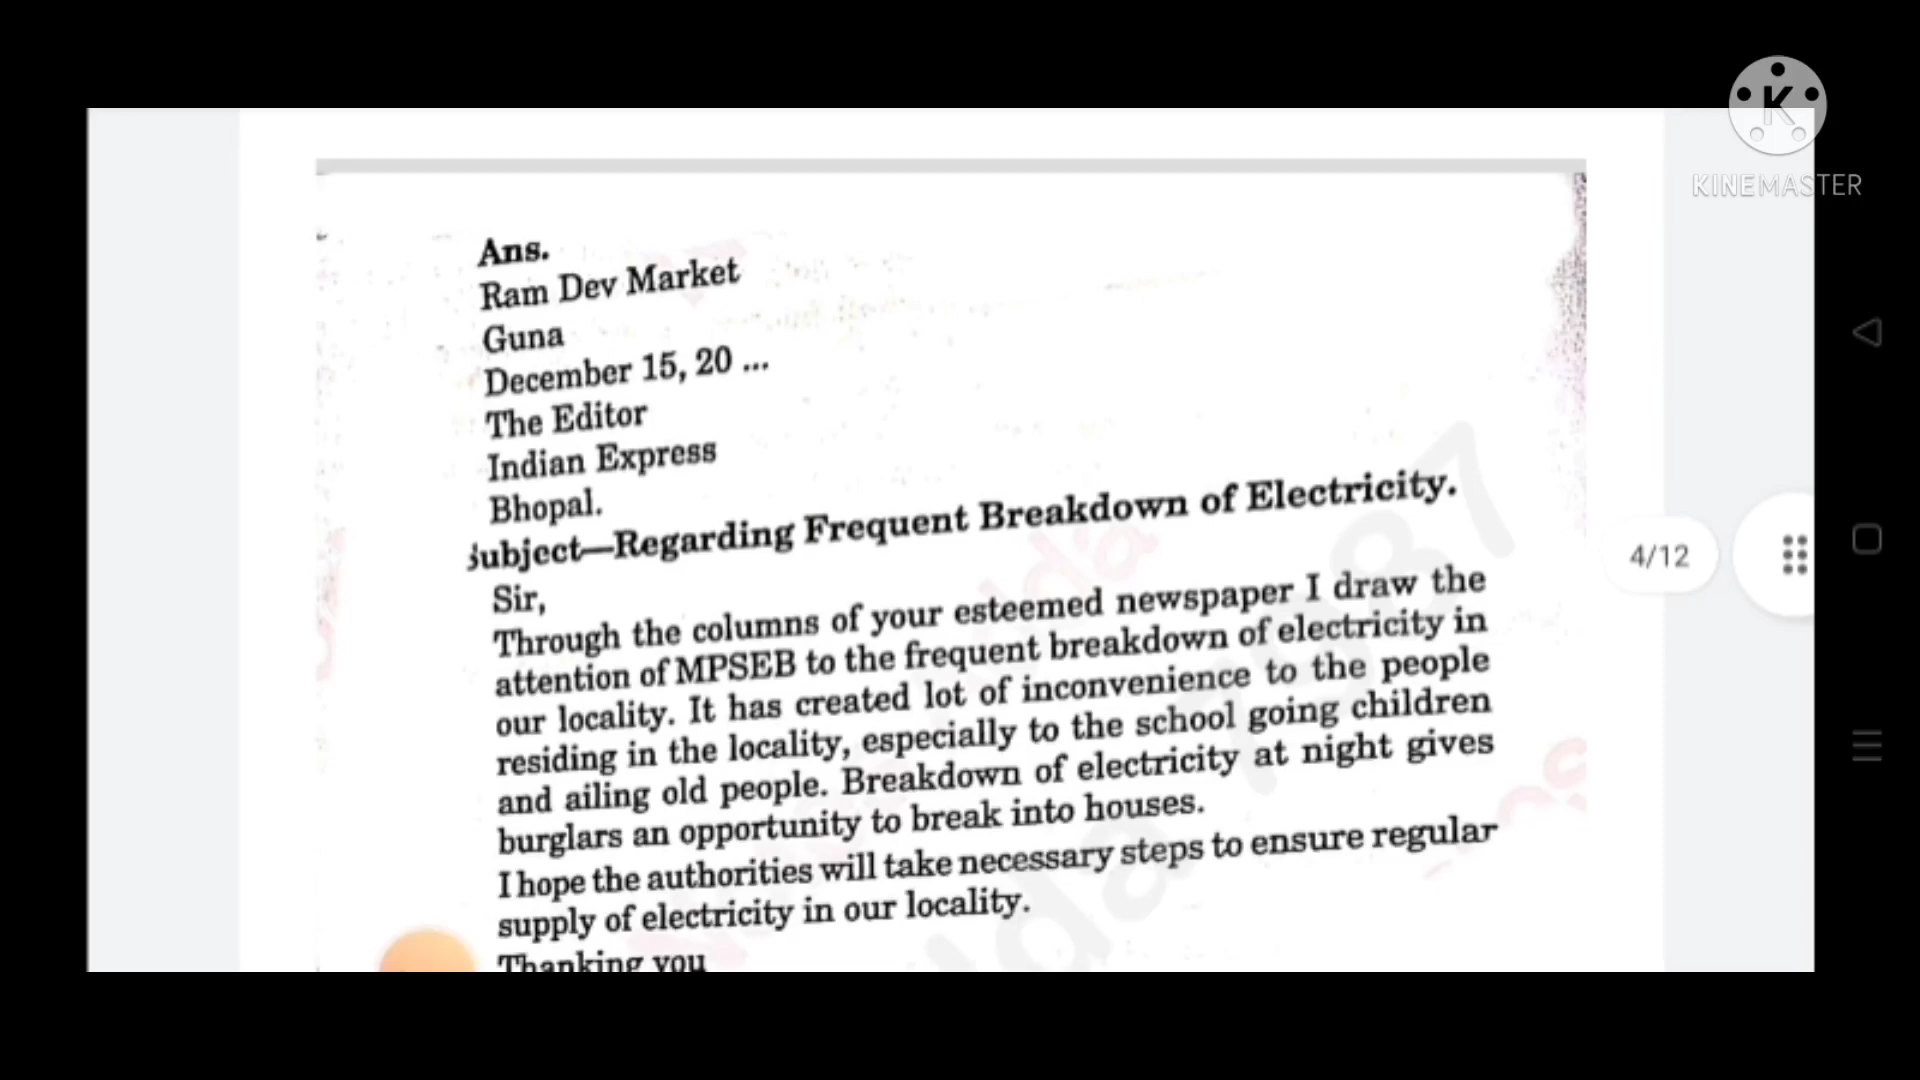 KINEMASTER
Ans.
Ram Dev Market
Guna
December 15, 20 ...
The Editor
Indian Express
Bhopal.
Subject—Regarding Frequent Breakdown of Electricity.
Sir,
Through the columns of your esteemed newspaper I draw the
attention of MPSEB to the frequent breakdown of electricity in
our locality. It has created lot of inconvenience to the people
residing in the locality, especially to the school going children
and ailing old people. Breakdown of electricity at night gives
burglars an opportunity to break into houses.
I hope the authorities will take necessary steps to ensure regular
supply of electricity in our locality.
Thanking you
4/12